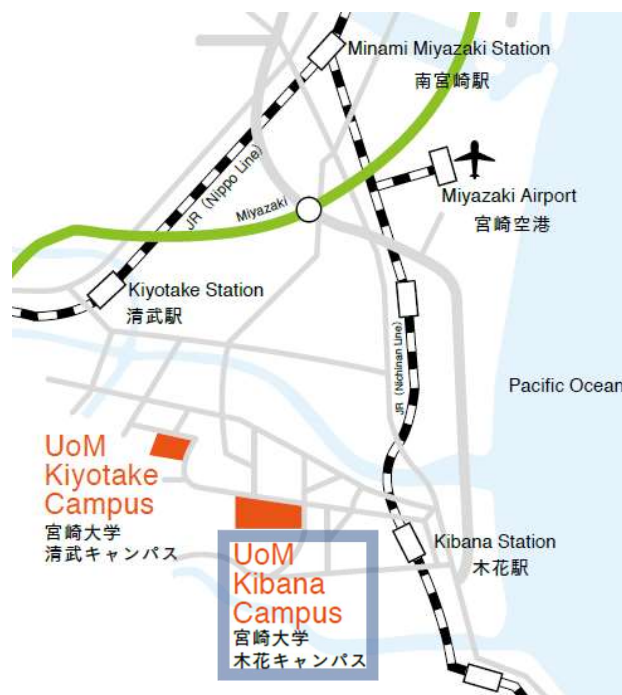 Minami Miyazaki Station
南宮崎駅
JR (Nippo Line)
Miyazaki
Miyazaki Airport
宮崎空港
Kiyotake Station
清武駅
JR (Nichinan Line)
Pacific Ocean
UoM
Kiyotake
Campus
宮崎大学
清武キャンパス
Kibana Station
木花駅
UoM
Kibana
Campus
宮崎大学
木花キャンパス